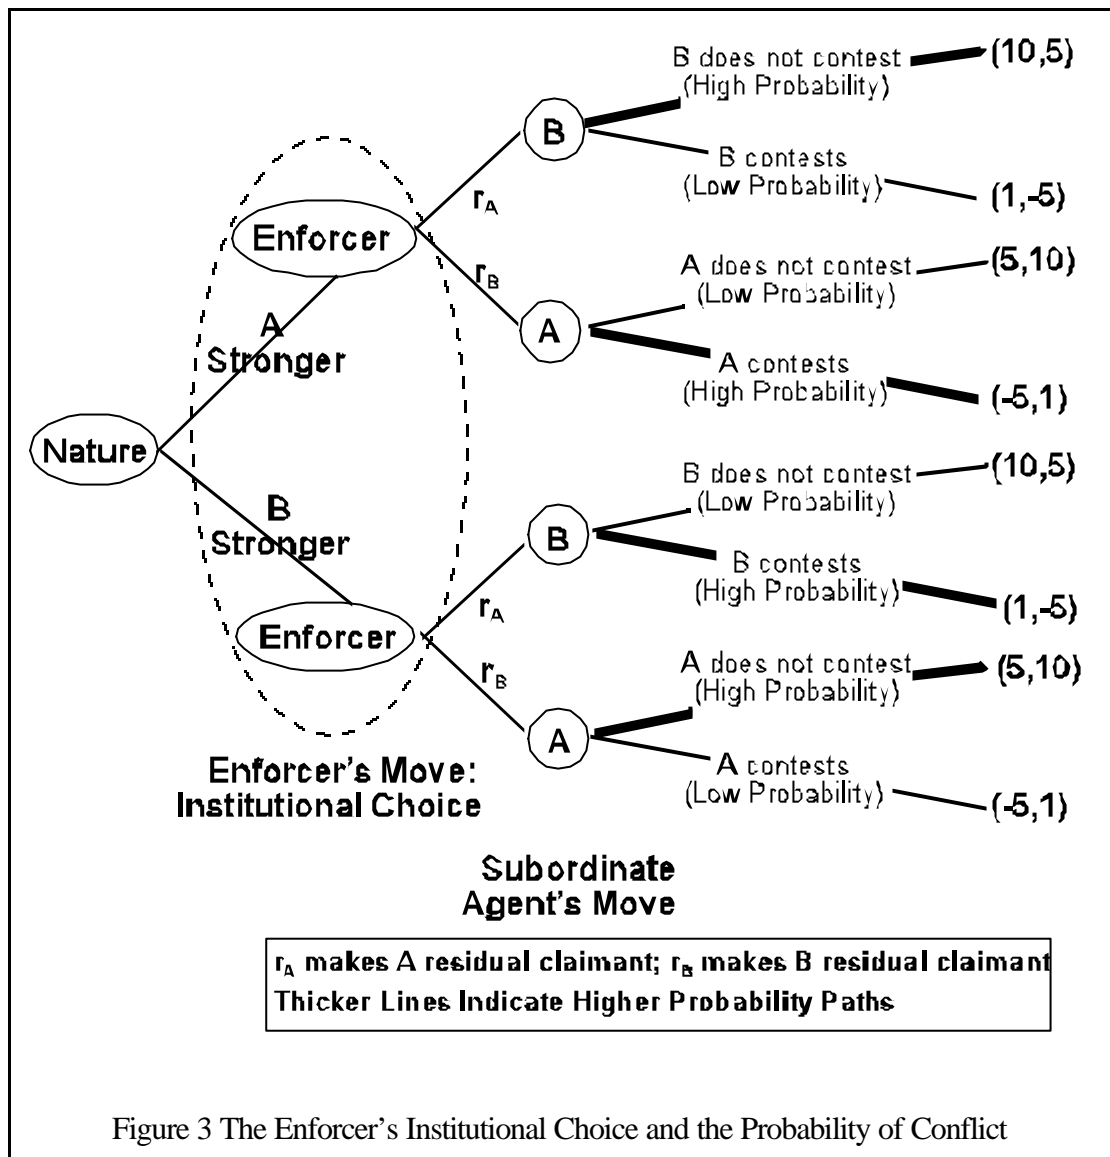 B does not contest
(High Probability)
(10,5)
B
B contests
(Low Probability)
(1,-5)
r_A
Enforcer
r_B
A does not contest
(Low Probability)
(5,10)
A
A contests
(High Probability)
(-5,1)
A
Stronger
Nature
B
Stronger
B does not contest
(Low Probability)
(10,5)
B
B contests
(High Probability)
(1,-5)
r_A
Enforcer
r_B
A does not contest
(High Probability)
(5,10)
A
A contests
(Low Probability)
(-5,1)
Enforcer's Move:
Institutional Choice
Subordinate
Agent's Move
r_A makes A residual claimant; r_B makes B residual claimant
Thicker Lines Indicate Higher Probability Paths
Figure 3 The Enforcer's Institutional Choice and the Probability of Conflict